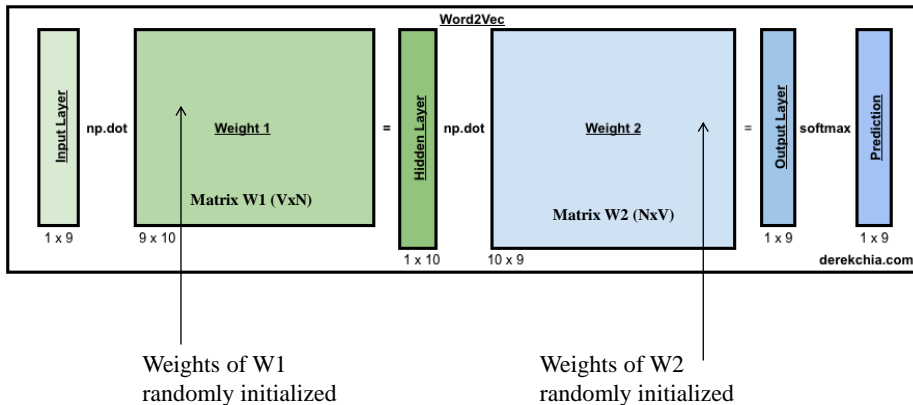 Word2Vec
Input Layer
np.dot
Weight 1
Matrix W1 (VxN)
=
Hidden Layer
np.dot
Weight 2
Matrix W2 (NxV)
=
Output Layer
softmax
Prediction
1 x 9
9 x 10
1 x 10
10 x 9
1 x 9
1 x 9
derekchia.com
Weights of W1
randomly initialized
Weights of W2
randomly initialized